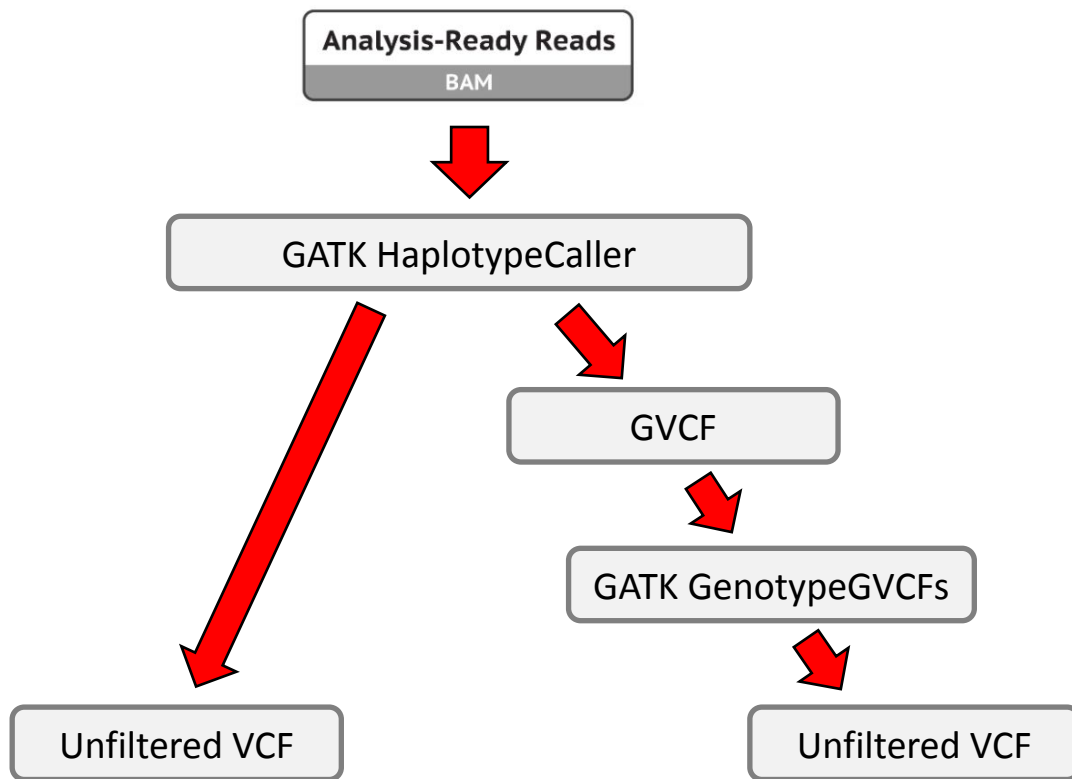 Analysis-Ready Reads
BAM
GATK HaplotypeCaller
GVCF
GATK GenotypeGVCFs
Unfiltered VCF
Unfiltered VCF